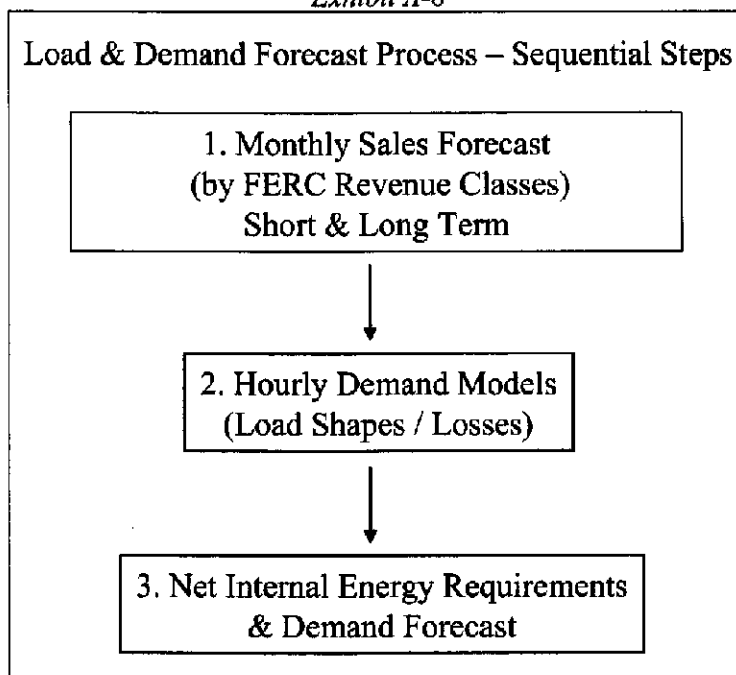 Load & Demand Forecast Process – Sequential Steps
1. Monthly Sales Forecast
(by FERC Revenue Classes)
Short & Long Term
2. Hourly Demand Models
(Load Shapes / Losses)
3. Net Internal Energy Requirements
& Demand Forecast